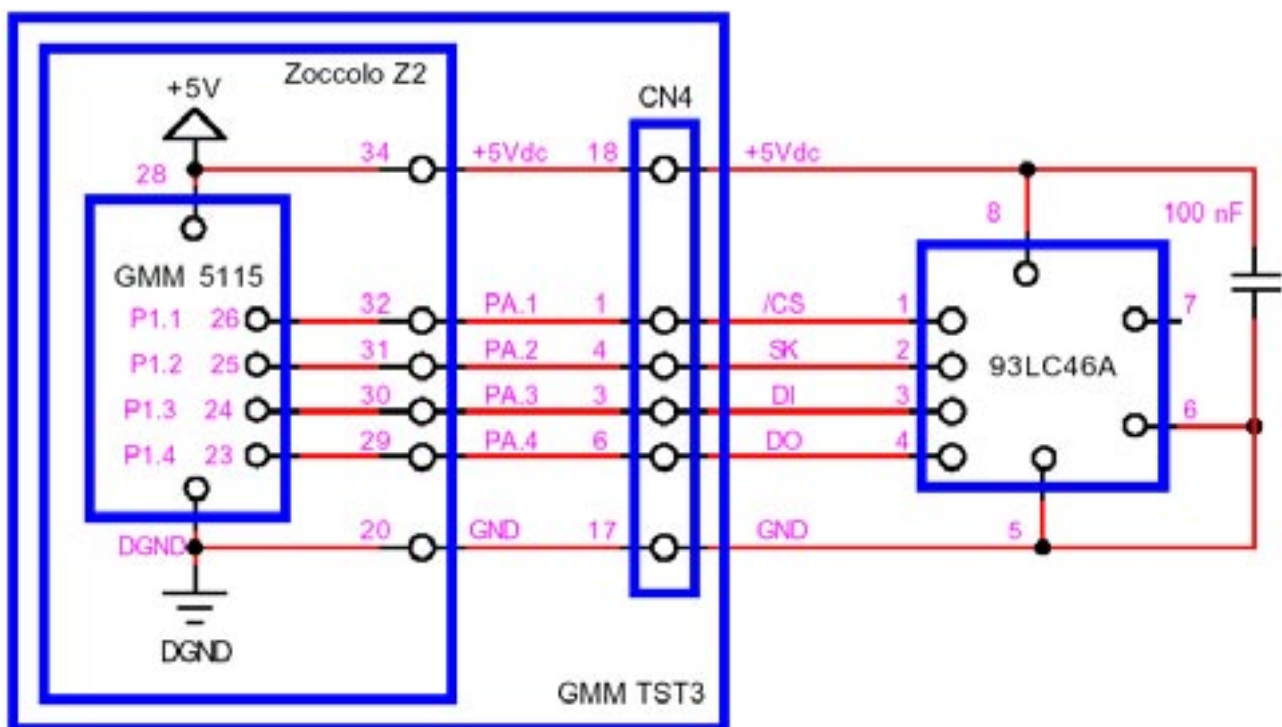 Zoccolo Z2
+5V
CN4
34 +5Vdc 18 +5Vdc
28
8 100 nF
GMM 5115
P1.1 26 32 PA.1 1 /CS 1 7
P1.2 25 31 PA.2 4 SK 2 93LC46A
P1.3 24 30 PA.3 3 DI 3 6
P1.4 23 29 PA.4 6 DO 4
DGND 20 GND 17 GND 5
DGND
GMM TST3